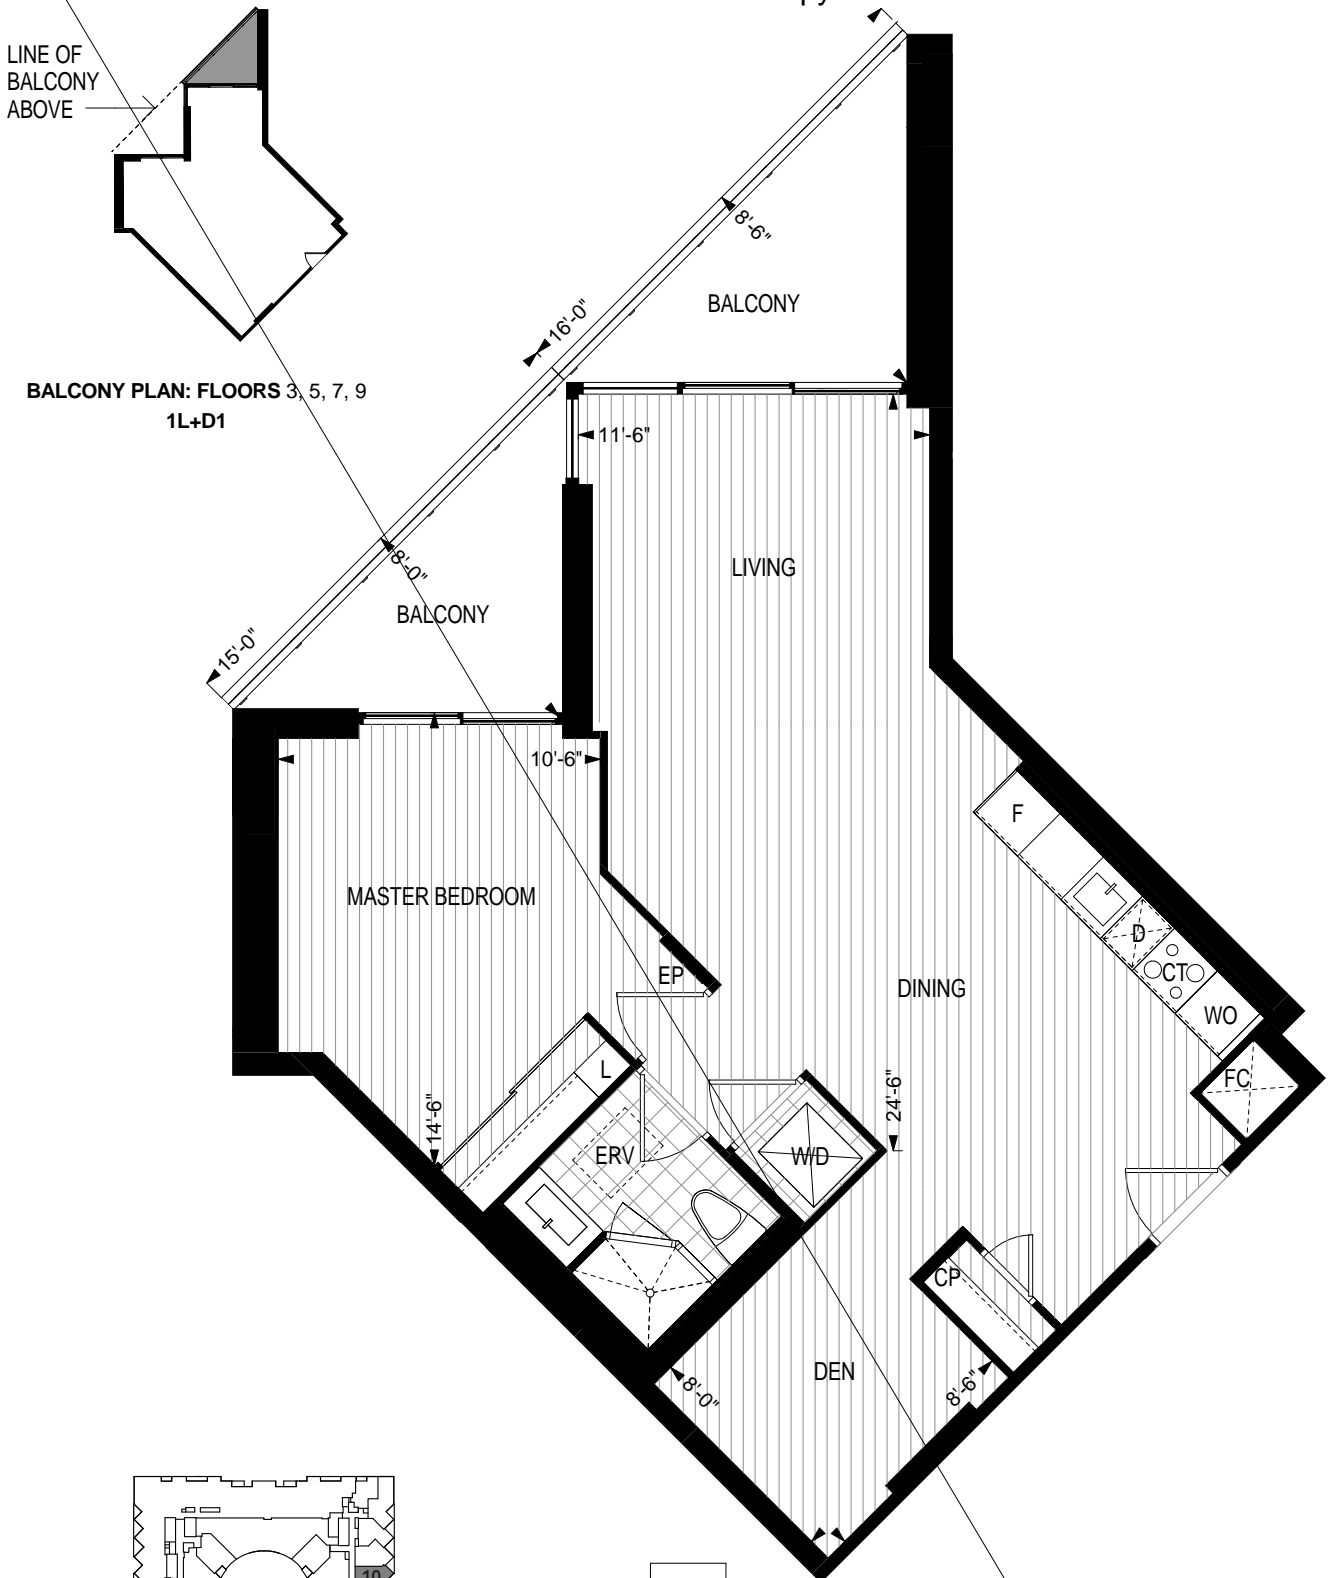 py
LINE OF
BALCONY
ABOVE
BALCONY PLAN: FLOORS 3, 5, 7, 9
1L+D1
8'-6"
BALCONY
16'-0"
11'-6"
LIVING
8'-0"
BALCONY
15'-0"
10'-6"
F
MASTER BEDROOM
D
EP
CT
DINING
WO
L
FC
14'-6"
24'-6"
ERV
W/D
CP
DEN
8'-0"
8'-6"
10